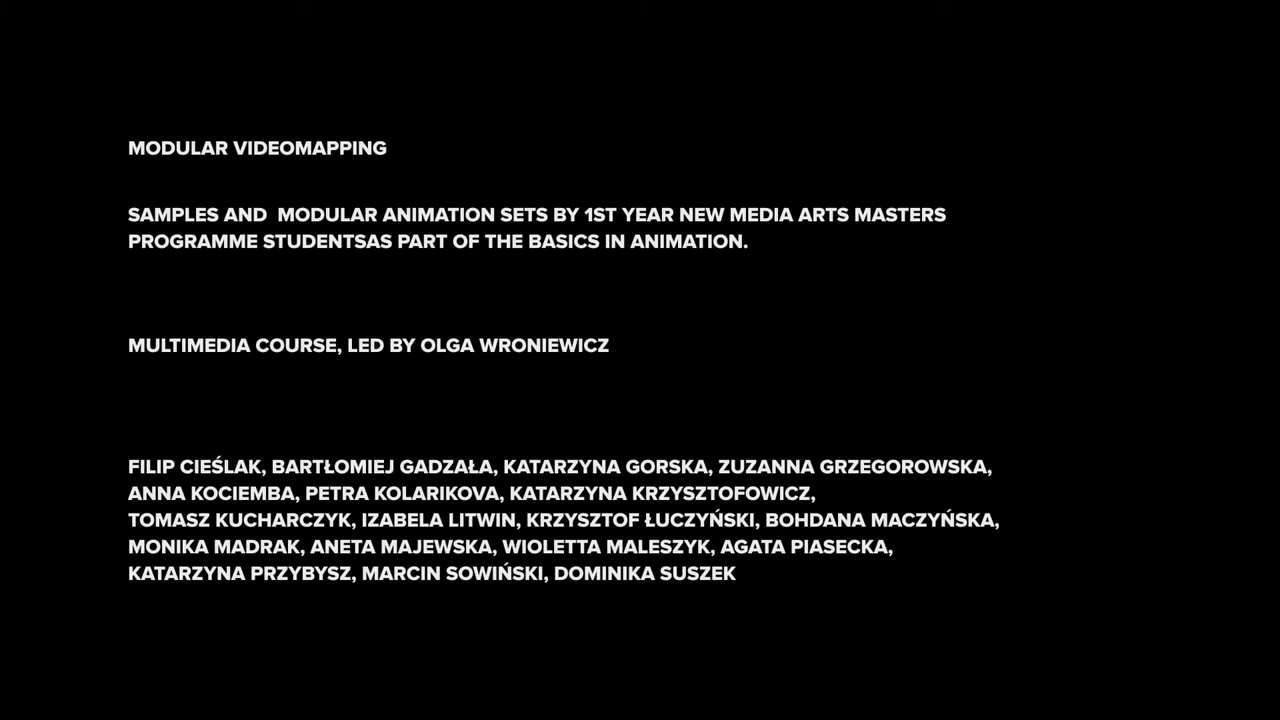 MODULAR VIDEOMAPPING
SAMPLES AND  MODULAR ANIMATION SETS BY 1ST YEAR NEW MEDIA ARTS MASTERS
PROGRAMME STUDENTSAS PART OF THE BASICS IN ANIMATION.
MULTIMEDIA COURSE, LED BY OLGA WRONIEWICZ
FILIP CIEŚLAK, BARTŁOMIEJ GADZAŁA, KATARZYNA GORSKA, ZUZANNA GRZEGOROWSKA,
ANNA KOCIEMBA, PETRA KOLARIKOVA, KATARZYNA KRZYSZTOFOWICZ,
TOMASZ KUCHARCZYK, IZABELA LITWIN, KRZYSZTOF ŁUCZYŃSKI, BOHDANA MACZYŃSKA,
MONIKA MADRAK, ANETA MAJEWSKA, WIOLETTA MALESZYK, AGATA PIASECKA,
KATARZYNA PRZYBYSZ, MARCIN SOWIŃSKI, DOMINIKA SUSZEK